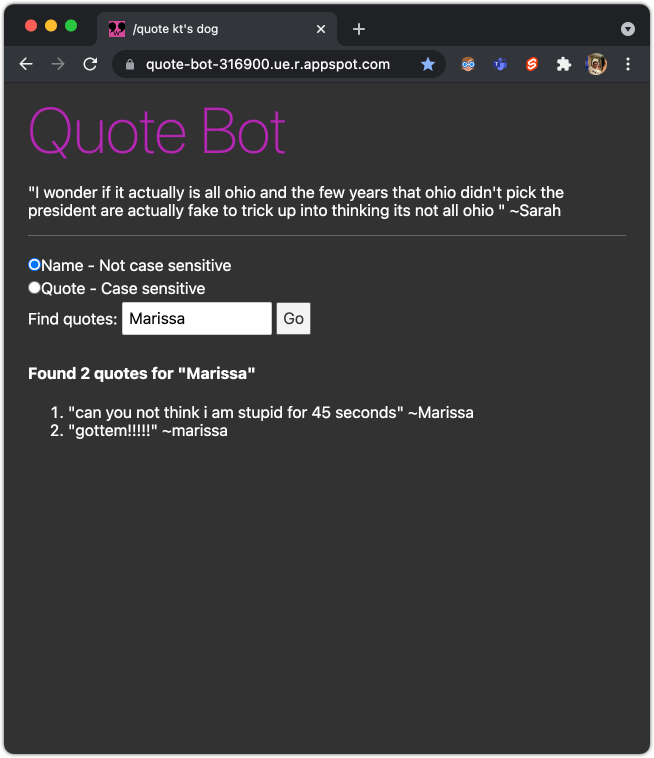 /quote kt's dog
quote-bot-316900.ue.r.appspot.com
Quote Bot
"I wonder if it actually is all ohio and the few years that ohio didn't pick the
president are actually fake to trick up into thinking its not all ohio " ~Sarah
Name - Not case sensitive
Quote - Case sensitive
Find quotes: Marissa Go
Found 2 quotes for "Marissa"
1. "can you not think i am stupid for 45 seconds" ~Marissa
2. "gottem!!!!!" ~marissa